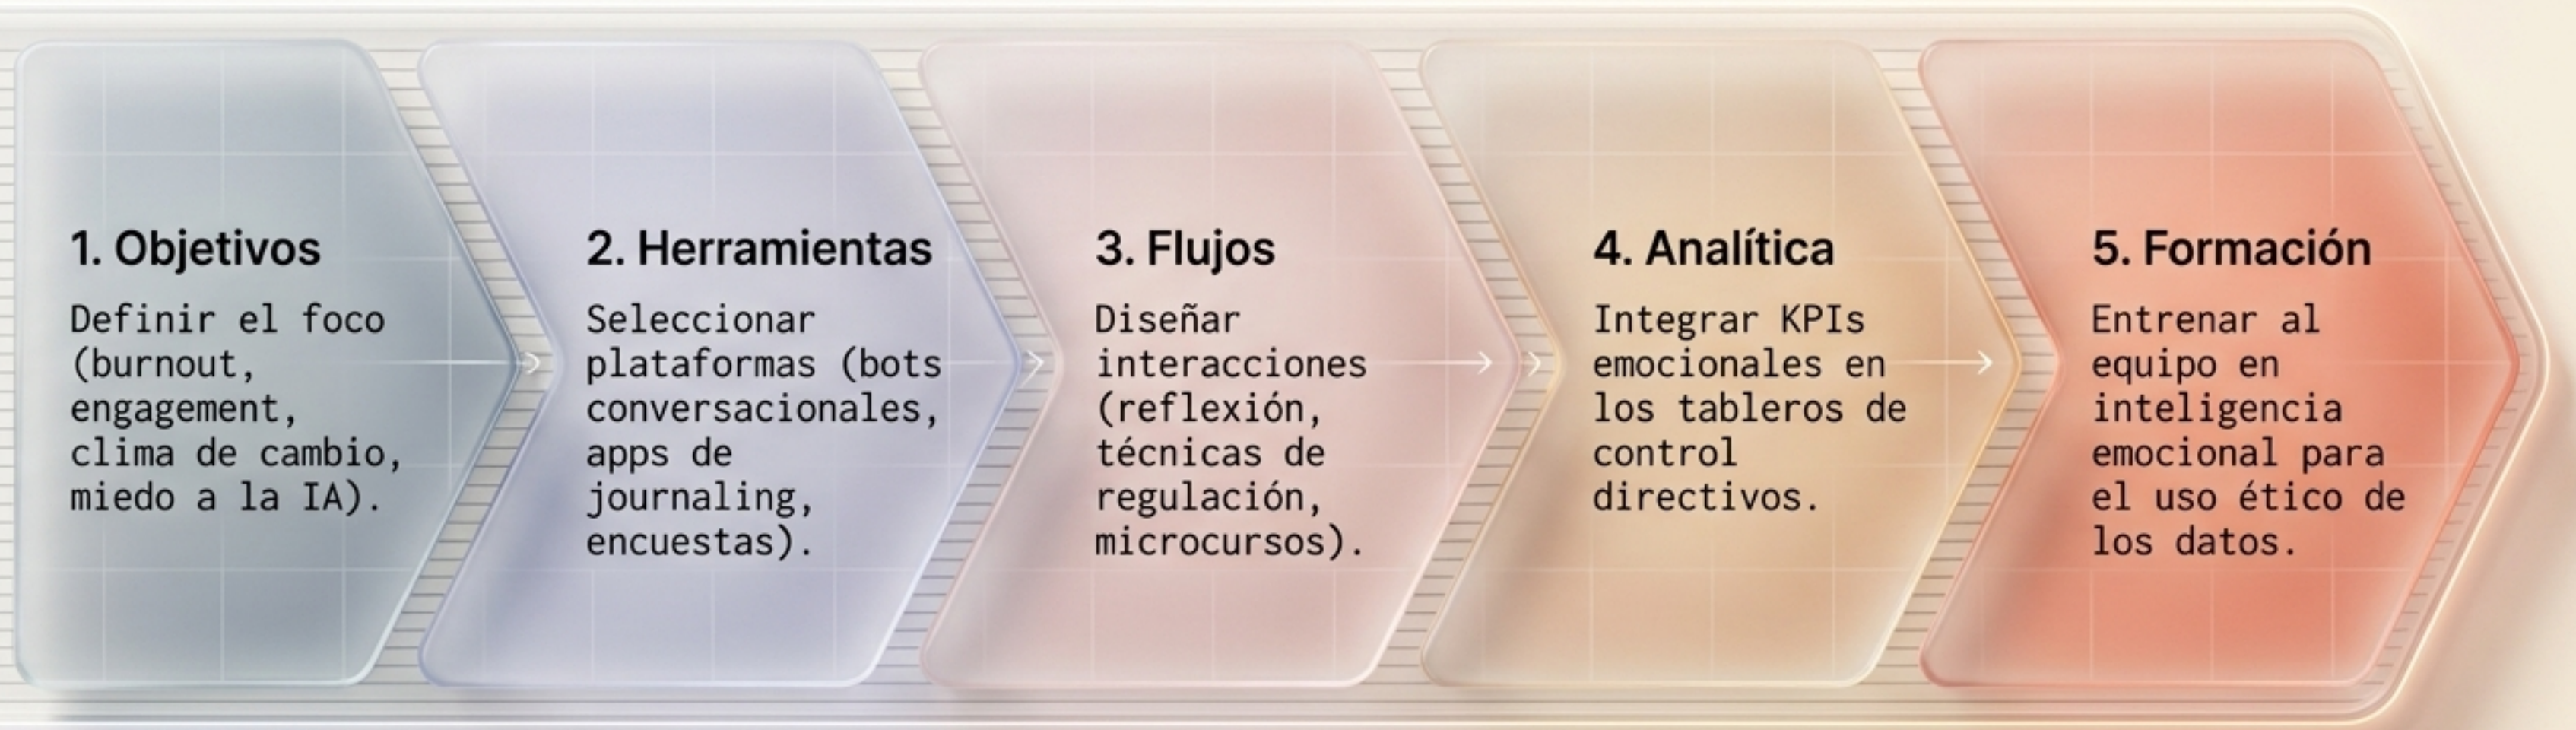 1. Objetivos
Definir el foco
(burnout,
engagement,
clima de cambio,
miedo a la IA).
2. Herramientas
Seleccionar
plataformas (bots
conversacionales,
apps de
journaling,
encuestas).
3. Flujos
Diseñar
interacciones
(reflexión,
técnicas de
regulación,
microcursos).
4. Analítica
Integrar KPIs
emocionales en
los tableros de
control
directivos.
5. Formación
Entrenar al
equipo en
inteligencia
emocional para
el uso ético de
los datos.